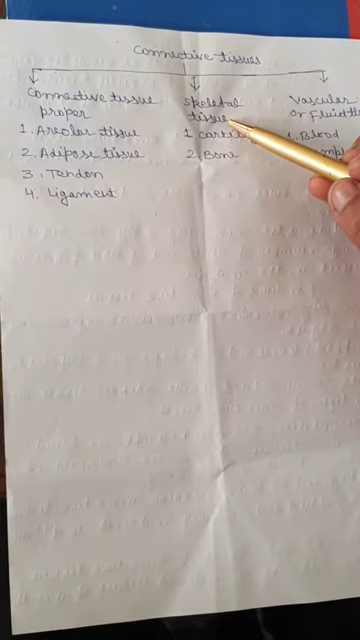 Connective tissues
Connective tissue
proper
1. Areolar tissue
2. Adipose tissue
3. Tendon
4. Ligament
Skeletal
tissue
1
2 Bone
Vascular
or
1. Blood